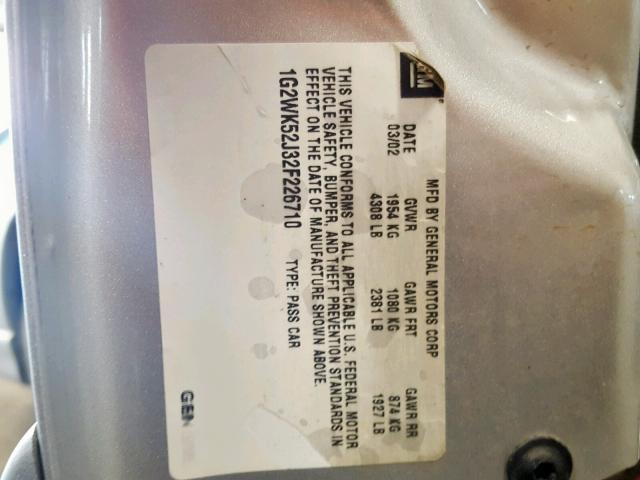 GM
MFD BY GENERAL MOTORS CORP
DATE GVWR GAWR FRT GAWR RR
03/02 1954 KG 1080 KG 874 KG
4308 LB 2381 LB 1927 LB
THIS VEHICLE CONFORMS TO ALL APPLICABLE U.S. FEDERAL MOTOR
VEHICLE SAFETY, BUMPER, AND THEFT PREVENTION STANDARDS IN
EFFECT ON THE DATE OF MANUFACTURE SHOWN ABOVE.
1G2WK52J32F226710 TYPE: PASS CAR
GEN